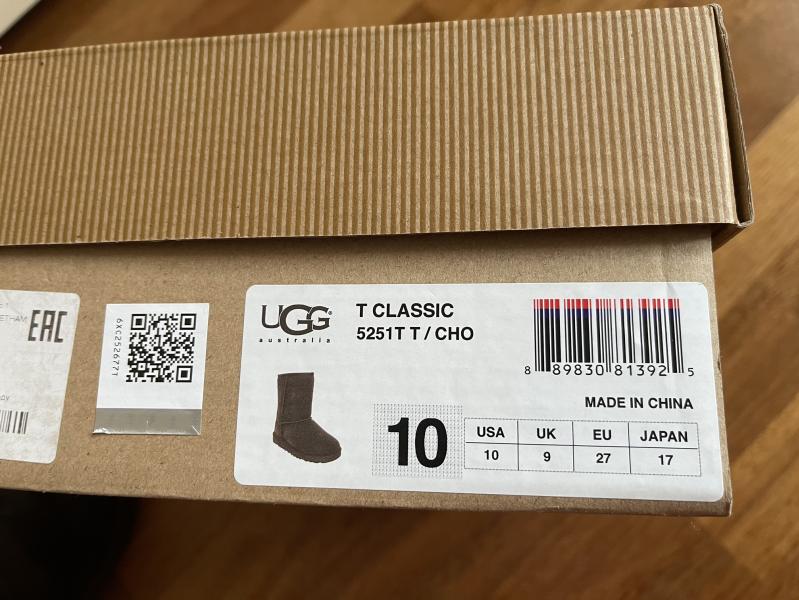 EAC
6XC252677T
UGG®
australia
T CLASSIC
5251T T / CHO
8 89830 81392 5
MADE IN CHINA
10
USA UK EU JAPAN
10 9 27 17